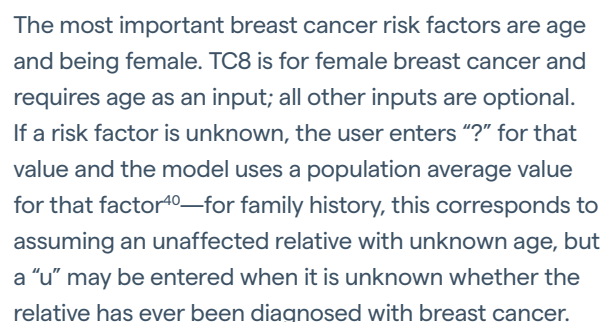 The most important breast cancer risk factors are age
and being female. TC8 is for female breast cancer and
requires age as an input; all other inputs are optional.
If a risk factor is unknown, the user enters “?” for that
value and the model uses a population average value
for that factor⁴⁰—for family history, this corresponds to
assuming an unaffected relative with unknown age, but
a “u” may be entered when it is unknown whether the
relative has ever been diagnosed with breast cancer.